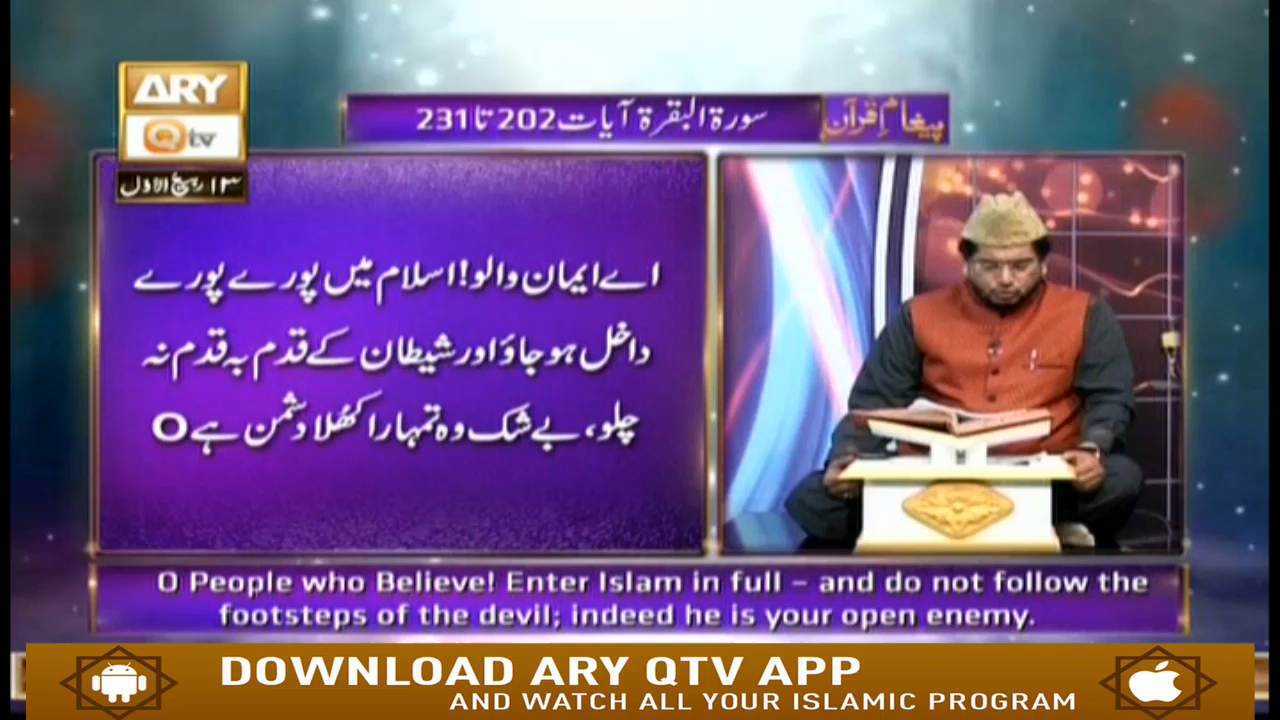 ARY
Qtv
۱۳ ربیع الاول
پیغامِ قرآن
سورۃ البقرۃ آیات 202 تا 231
اے ایمان والو! اسلام میں پورے پورے
داخل ہو جاؤ اور شیطان کے قدم بہ قدم نہ
چلو، بے شک وہ تمہارا کھُلا دشمن ہے O
O People who Believe! Enter Islam in full – and do not follow the
footsteps of the devil; indeed he is your open enemy.
DOWNLOAD ARY QTV APP
AND WATCH ALL YOUR ISLAMIC PROGRAM